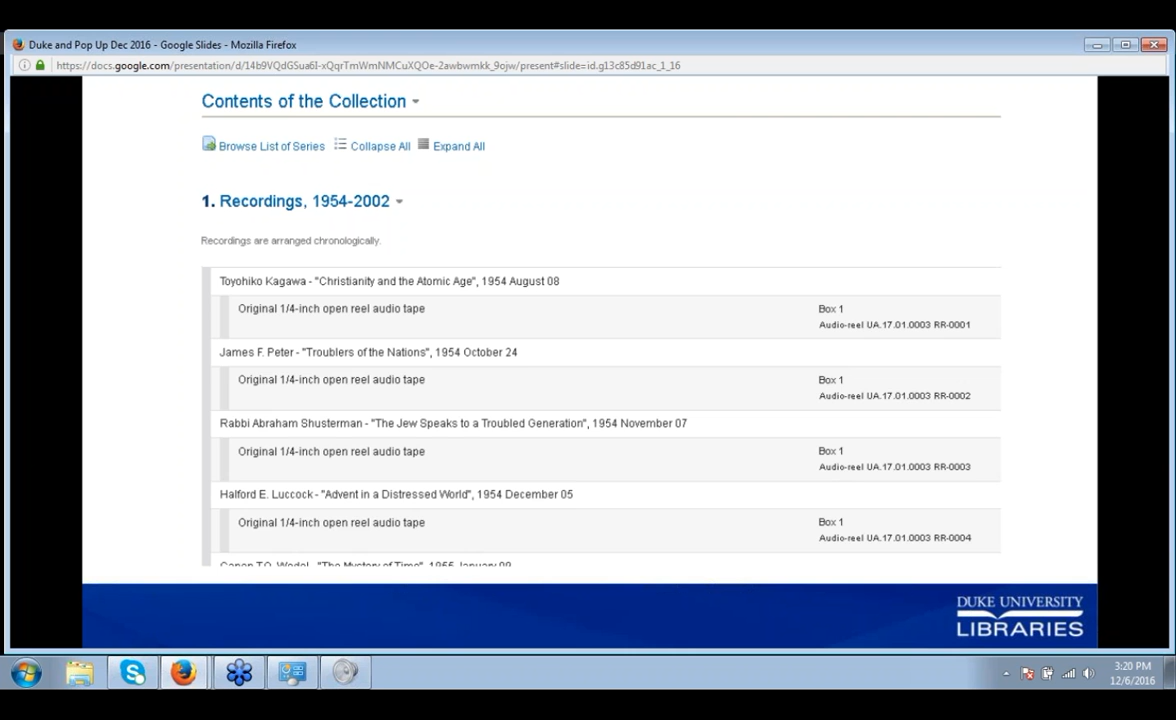 Duke and Pop Up Dec 2016 - Google Slides - Mozilla Firefox
https://docs.google.com/presentation/d/14b9VQdGSua6I-xQqrTmWmNMCuXQOe-2awbwmkk_9ojw/present#slide=id.g13c85d91ac_1_16
Contents of the Collection
Browse List of Series Collapse All Expand All
1. Recordings, 1954-2002
Recordings are arranged chronologically.
Toyohiko Kagawa - "Christianity and the Atomic Age", 1954 August 08
Original 1/4-inch open reel audio tape Box 1
Audio-reel UA.17.01.0003 RR-0001
James F. Peter - "Troublers of the Nations", 1954 October 24
Original 1/4-inch open reel audio tape Box 1
Audio-reel UA.17.01.0003 RR-0002
Rabbi Abraham Shusterman - "The Jew Speaks to a Troubled Generation", 1954 November 07
Original 1/4-inch open reel audio tape Box 1
Audio-reel UA.17.01.0003 RR-0003
Halford E. Luccock - "Advent in a Distressed World", 1954 December 05
Original 1/4-inch open reel audio tape Box 1
Audio-reel UA.17.01.0003 RR-0004
"The Mystery of Time", 1955 January 09
DUKE UNIVERSITY
LIBRARIES
3:20 PM
12/6/2016